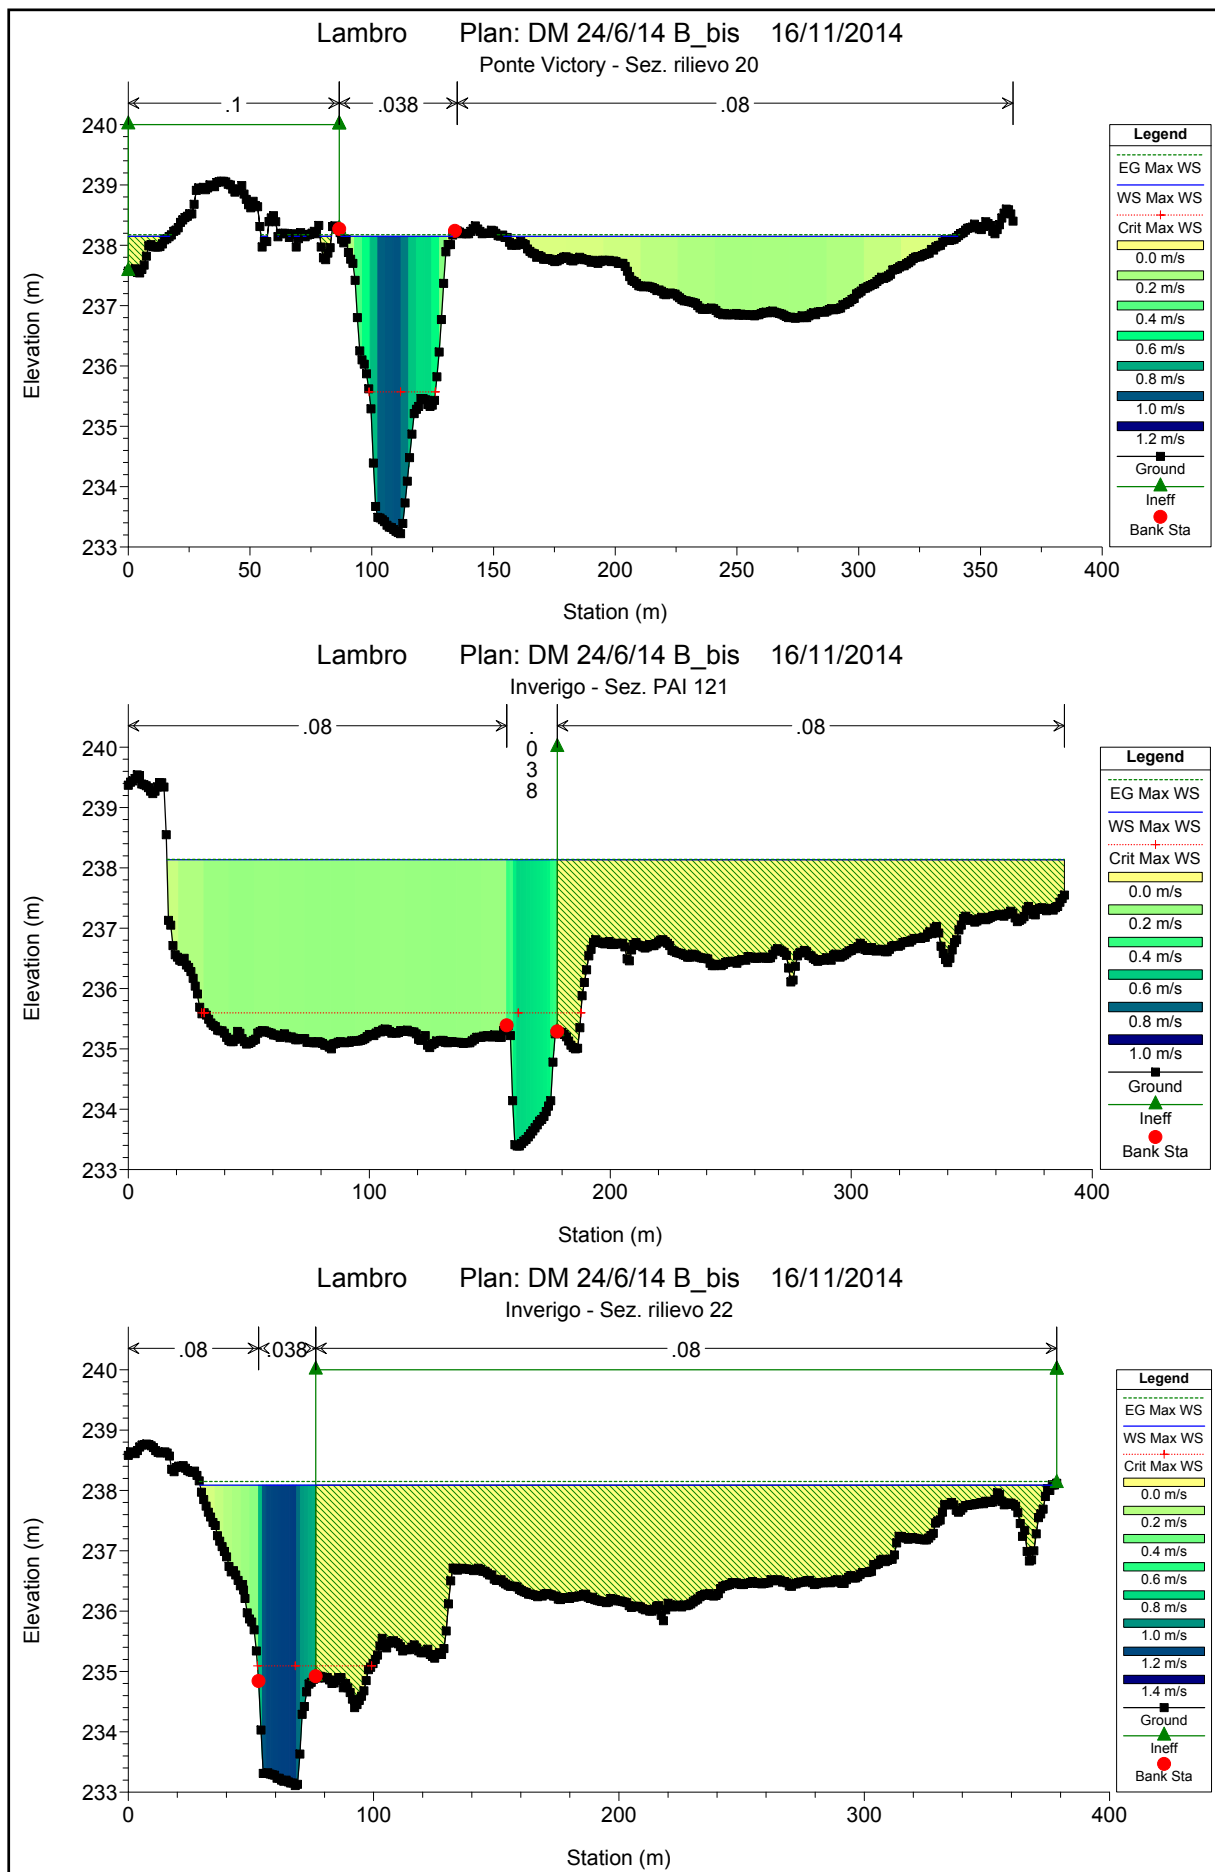 Lambro Plan: DM 24/6/14 B_bis 16/11/2014
Ponte Victory - Sez. rilievo 20
.1 .038 .08
240
239
238
237
236
235
234
233
Elevation (m)
0 50 100 150 200 250 300 350 400
Station (m)
Legend
EG Max WS
WS Max WS
Crit Max WS
0.0 m/s
0.2 m/s
0.4 m/s
0.6 m/s
0.8 m/s
1.0 m/s
1.2 m/s
Ground
Ineff
Bank Sta
Lambro Plan: DM 24/6/14 B_bis 16/11/2014
Inverigo - Sez. PAI 121
.08 .038 .08
240
239
238
237
236
235
234
233
Elevation (m)
0 100 200 300 400
Station (m)
Legend
EG Max WS
WS Max WS
Crit Max WS
0.0 m/s
0.2 m/s
0.4 m/s
0.6 m/s
0.8 m/s
1.0 m/s
Ground
Ineff
Bank Sta
Lambro Plan: DM 24/6/14 B_bis 16/11/2014
Inverigo - Sez. rilievo 22
.08 .038 .08
240
239
238
237
236
235
234
233
Elevation (m)
0 100 200 300 400
Station (m)
Legend
EG Max WS
WS Max WS
Crit Max WS
0.0 m/s
0.2 m/s
0.4 m/s
0.6 m/s
0.8 m/s
1.0 m/s
1.2 m/s
1.4 m/s
Ground
Ineff
Bank Sta